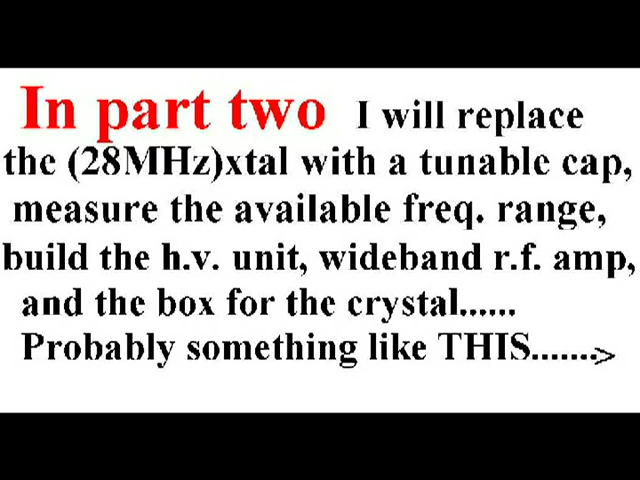 In part two I will replace
the (28MHz)xtal with a tunable cap,
measure the available freq. range,
build the h.v. unit, wideband r.f. amp,
and the box for the crystal......
Probably something like THIS.......>